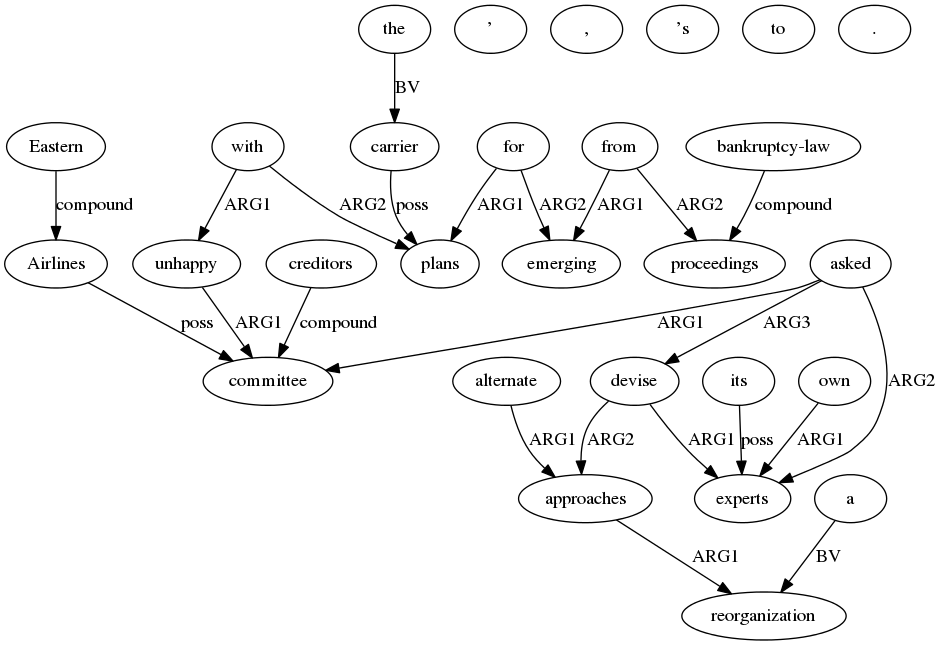 the ’ , ’s to .
BV
Eastern with carrier for from bankruptcy-law
compound ARG1 ARG2 poss ARG1 ARG2 ARG1 ARG2 compound
Airlines unhappy creditors plans emerging proceedings asked
poss ARG1 compound ARG1 ARG3
committee alternate devise its own ARG2
ARG1 ARG2 ARG1 poss ARG1
approaches experts a
ARG1 BV
reorganization